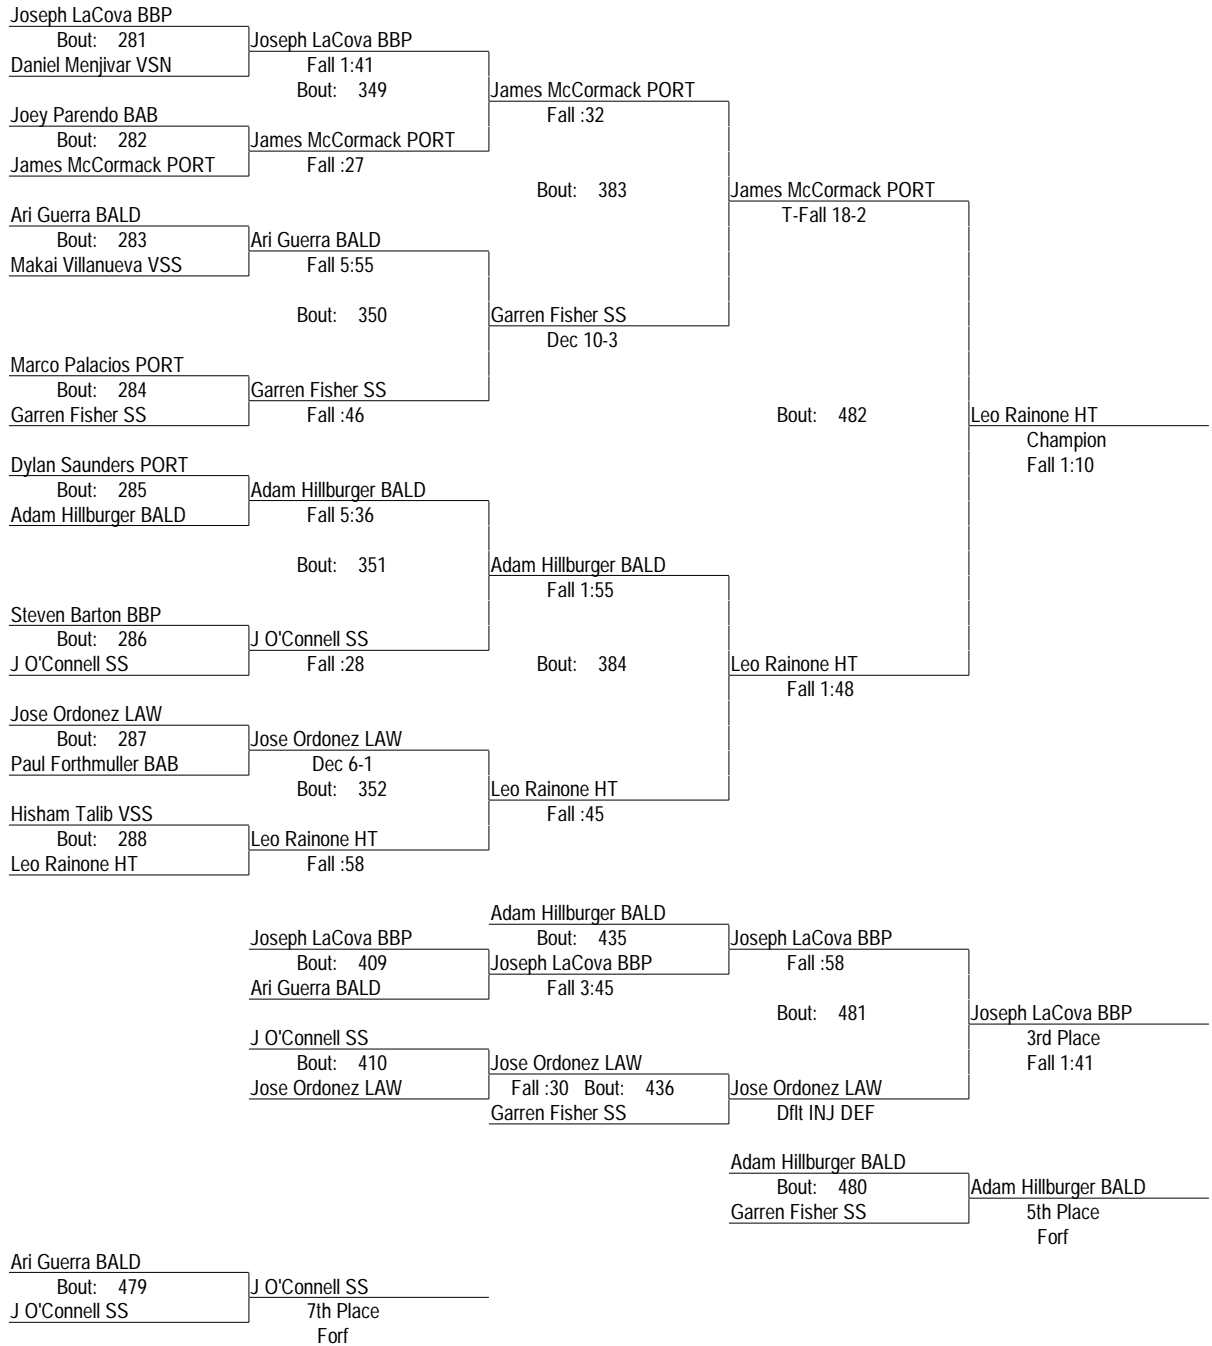 Joseph LaCova BBP
Bout: 281 Joseph LaCova BBP
Daniel Menjivar VSN Fall 1:41
Bout: 349 James McCormack PORT
Joey Parendo BAB Fall :32
Bout: 282 James McCormack PORT
James McCormack PORT Fall :27
Bout: 383 James McCormack PORT
Ari Guerra BALD T-Fall 18-2
Bout: 283 Ari Guerra BALD
Makai Villanueva VSS Fall 5:55
Bout: 350 Garren Fisher SS
Dec 10-3
Marco Palacios PORT
Bout: 284 Garren Fisher SS
Garren Fisher SS Fall :46 Bout: 482 Leo Rainone HT
Champion
Dylan Saunders PORT Fall 1:10
Bout: 285 Adam Hillburger BALD
Adam Hillburger BALD Fall 5:36
Bout: 351 Adam Hillburger BALD
Fall 1:55
Steven Barton BBP
Bout: 286 J O'Connell SS
J O'Connell SS Fall :28 Bout: 384 Leo Rainone HT
Fall 1:48
Jose Ordonez LAW
Bout: 287 Jose Ordonez LAW
Paul Forthmuller BAB Dec 6-1
Bout: 352 Leo Rainone HT
Hisham Talib VSS Fall :45
Bout: 288 Leo Rainone HT
Leo Rainone HT Fall :58
Adam Hillburger BALD
Joseph LaCova BBP Bout: 435 Joseph LaCova BBP
Bout: 409 Joseph LaCova BBP Fall :58
Ari Guerra BALD Fall 3:45
Bout: 481 Joseph LaCova BBP
J O'Connell SS 3rd Place
Bout: 410 Jose Ordonez LAW Fall 1:41
Jose Ordonez LAW Fall :30 Bout: 436 Jose Ordonez LAW
Garren Fisher SS Dflt INJ DEF
Adam Hillburger BALD
Bout: 480 Adam Hillburger BALD
Garren Fisher SS 5th Place
Forf
Ari Guerra BALD
Bout: 479 J O'Connell SS
J O'Connell SS 7th Place
Forf